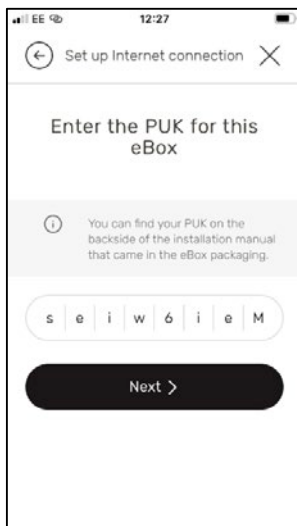 EE 12:27
Set up Internet connection
Enter the PUK for this
eBox
You can find your PUK on the
backside of the installation manual
that came in the eBox packaging.
s e i w 6 i e M
Next